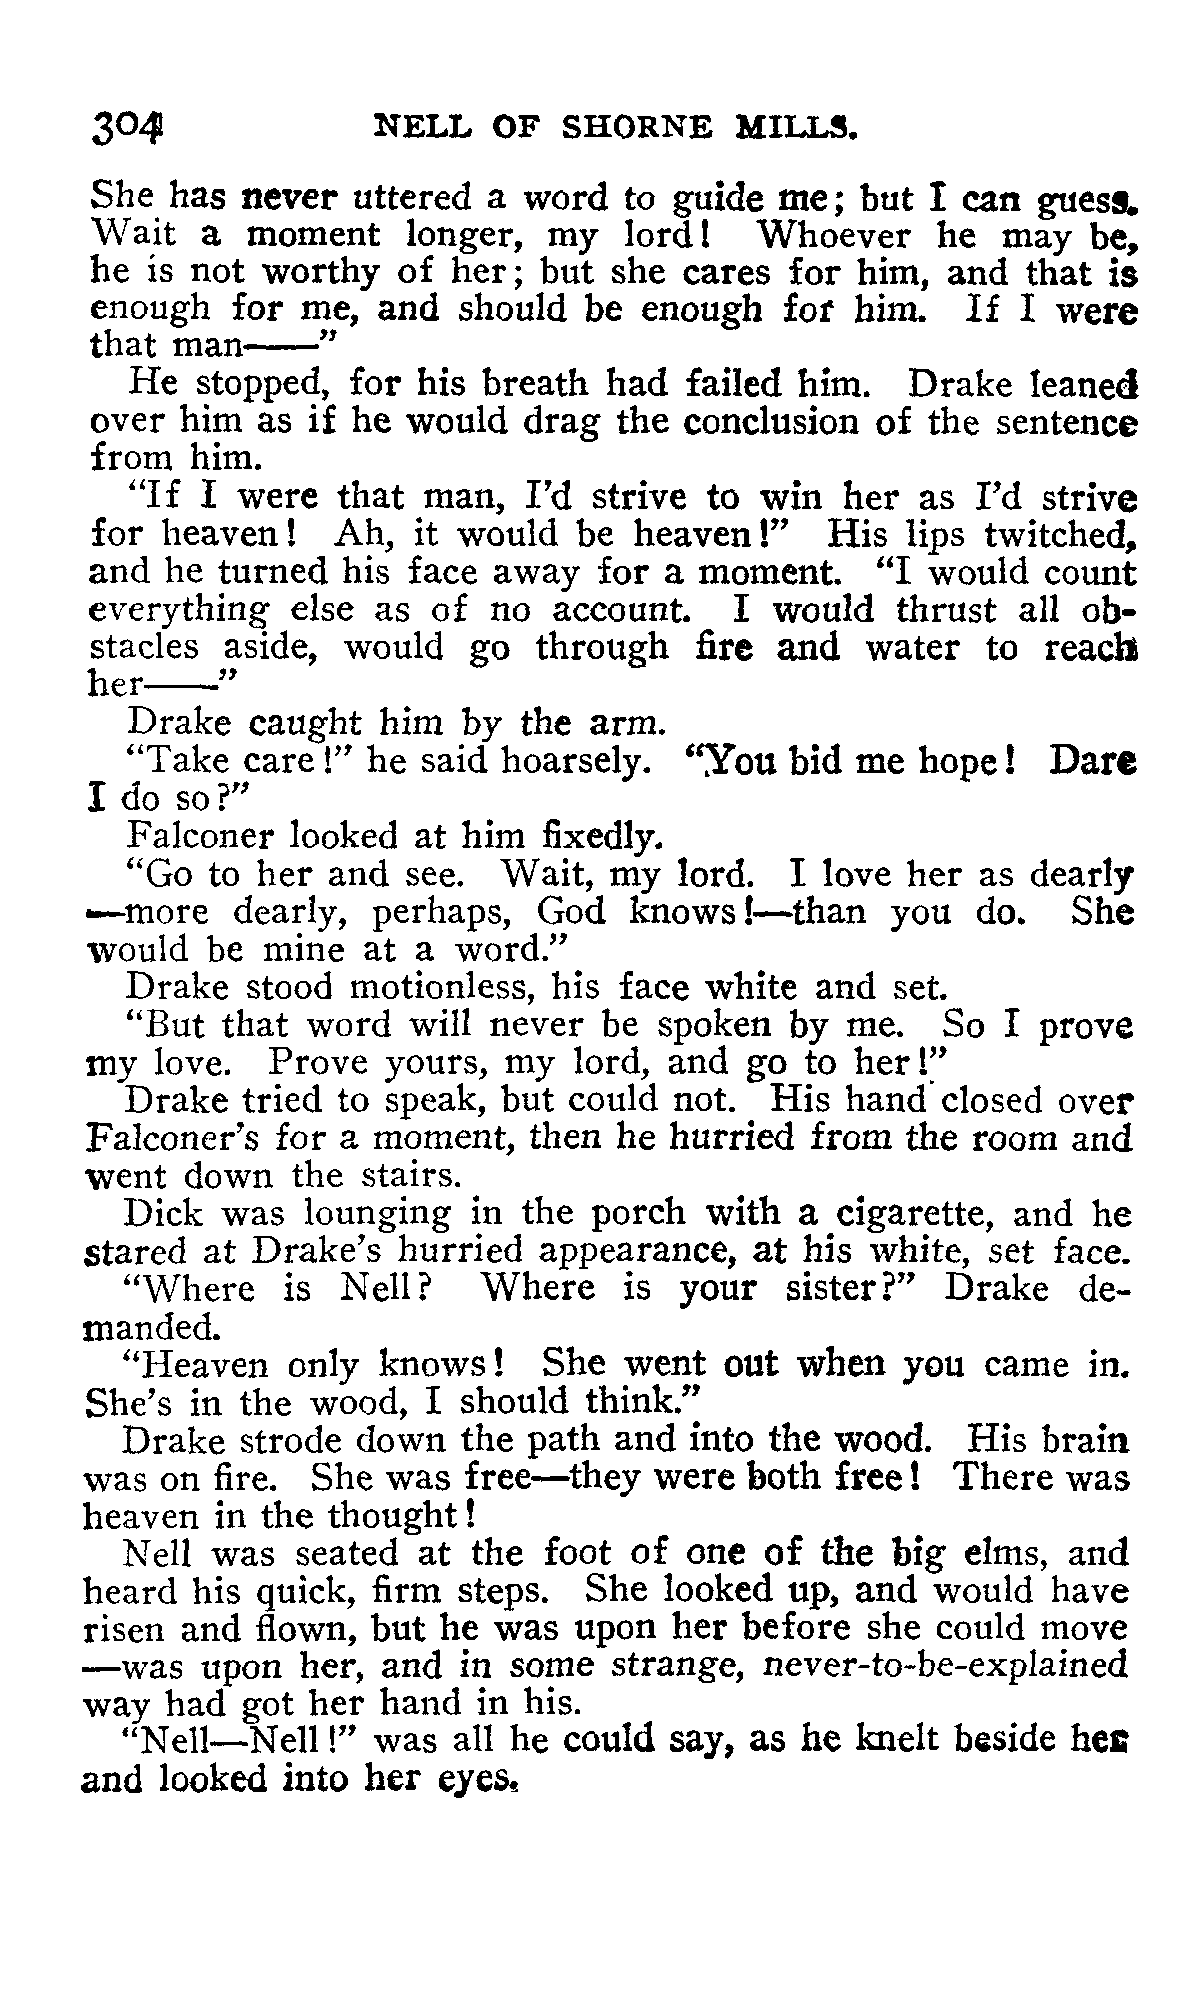 304 NELL OF SHORNE MILLS.
She has never uttered a word to guide me; but I can guess.
Wait a moment longer, my lord! Whoever he may be,
he is not worthy of her; but she cares for him, and that is
enough for me, and should be enough for him. If I were
that man——"
He stopped, for his breath had failed him. Drake leaned
over him as if he would drag the conclusion of the sentence
from him.
"If I were that man, I'd strive to win her as I'd strive
for heaven! Ah, it would be heaven!" His lips twitched,
and he turned his face away for a moment. "I would count
everything else as of no account. I would thrust all ob-
stacles aside, would go through fire and water to reach
her——"
Drake caught him by the arm.
"Take care!" he said hoarsely. "You bid me hope! Dare
I do so?"
Falconer looked at him fixedly.
"Go to her and see. Wait, my lord. I love her as dearly
—more dearly, perhaps, God knows!—than you do. She
would be mine at a word."
Drake stood motionless, his face white and set.
"But that word will never be spoken by me. So I prove
my love. Prove yours, my lord, and go to her!"
Drake tried to speak, but could not. His hand closed over
Falconer's for a moment, then he hurried from the room and
went down the stairs.
Dick was lounging in the porch with a cigarette, and he
stared at Drake's hurried appearance, at his white, set face.
"Where is Nell? Where is your sister?" Drake de-
manded.
"Heaven only knows! She went out when you came in.
She's in the wood, I should think."
Drake strode down the path and into the wood. His brain
was on fire. She was free—they were both free! There was
heaven in the thought!
Nell was seated at the foot of one of the big elms, and
heard his quick, firm steps. She looked up, and would have
risen and flown, but he was upon her before she could move
—was upon her, and in some strange, never-to-be-explained
way had got her hand in his.
"Nell—Nell!" was all he could say, as he knelt beside her
and looked into her eyes.